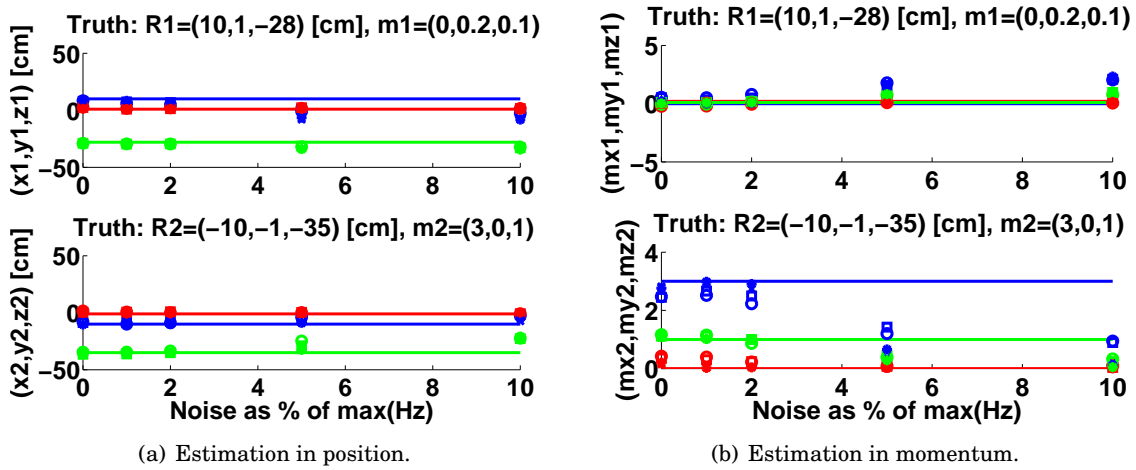 Truth: R1=(10,1,−28) [cm], m1=(0,0.2,0.1)
(x1,y1,z1) [cm]
50
0
−50
0 2 4 6 8 10
Truth: R2=(−10,−1,−35) [cm], m2=(3,0,1)
(x2,y2,z2) [cm]
50
0
−50
0 2 4 6 8 10
Noise as % of max(Hz)
(a) Estimation in position.
Truth: R1=(10,1,−28) [cm], m1=(0,0.2,0.1)
(mx1,my1,mz1)
5
0
−5
0 2 4 6 8 10
Truth: R2=(−10,−1,−35) [cm], m2=(3,0,1)
(mx2,my2,mz2)
4
2
0
0 2 4 6 8 10
Noise as % of max(Hz)
(b) Estimation in momentum.